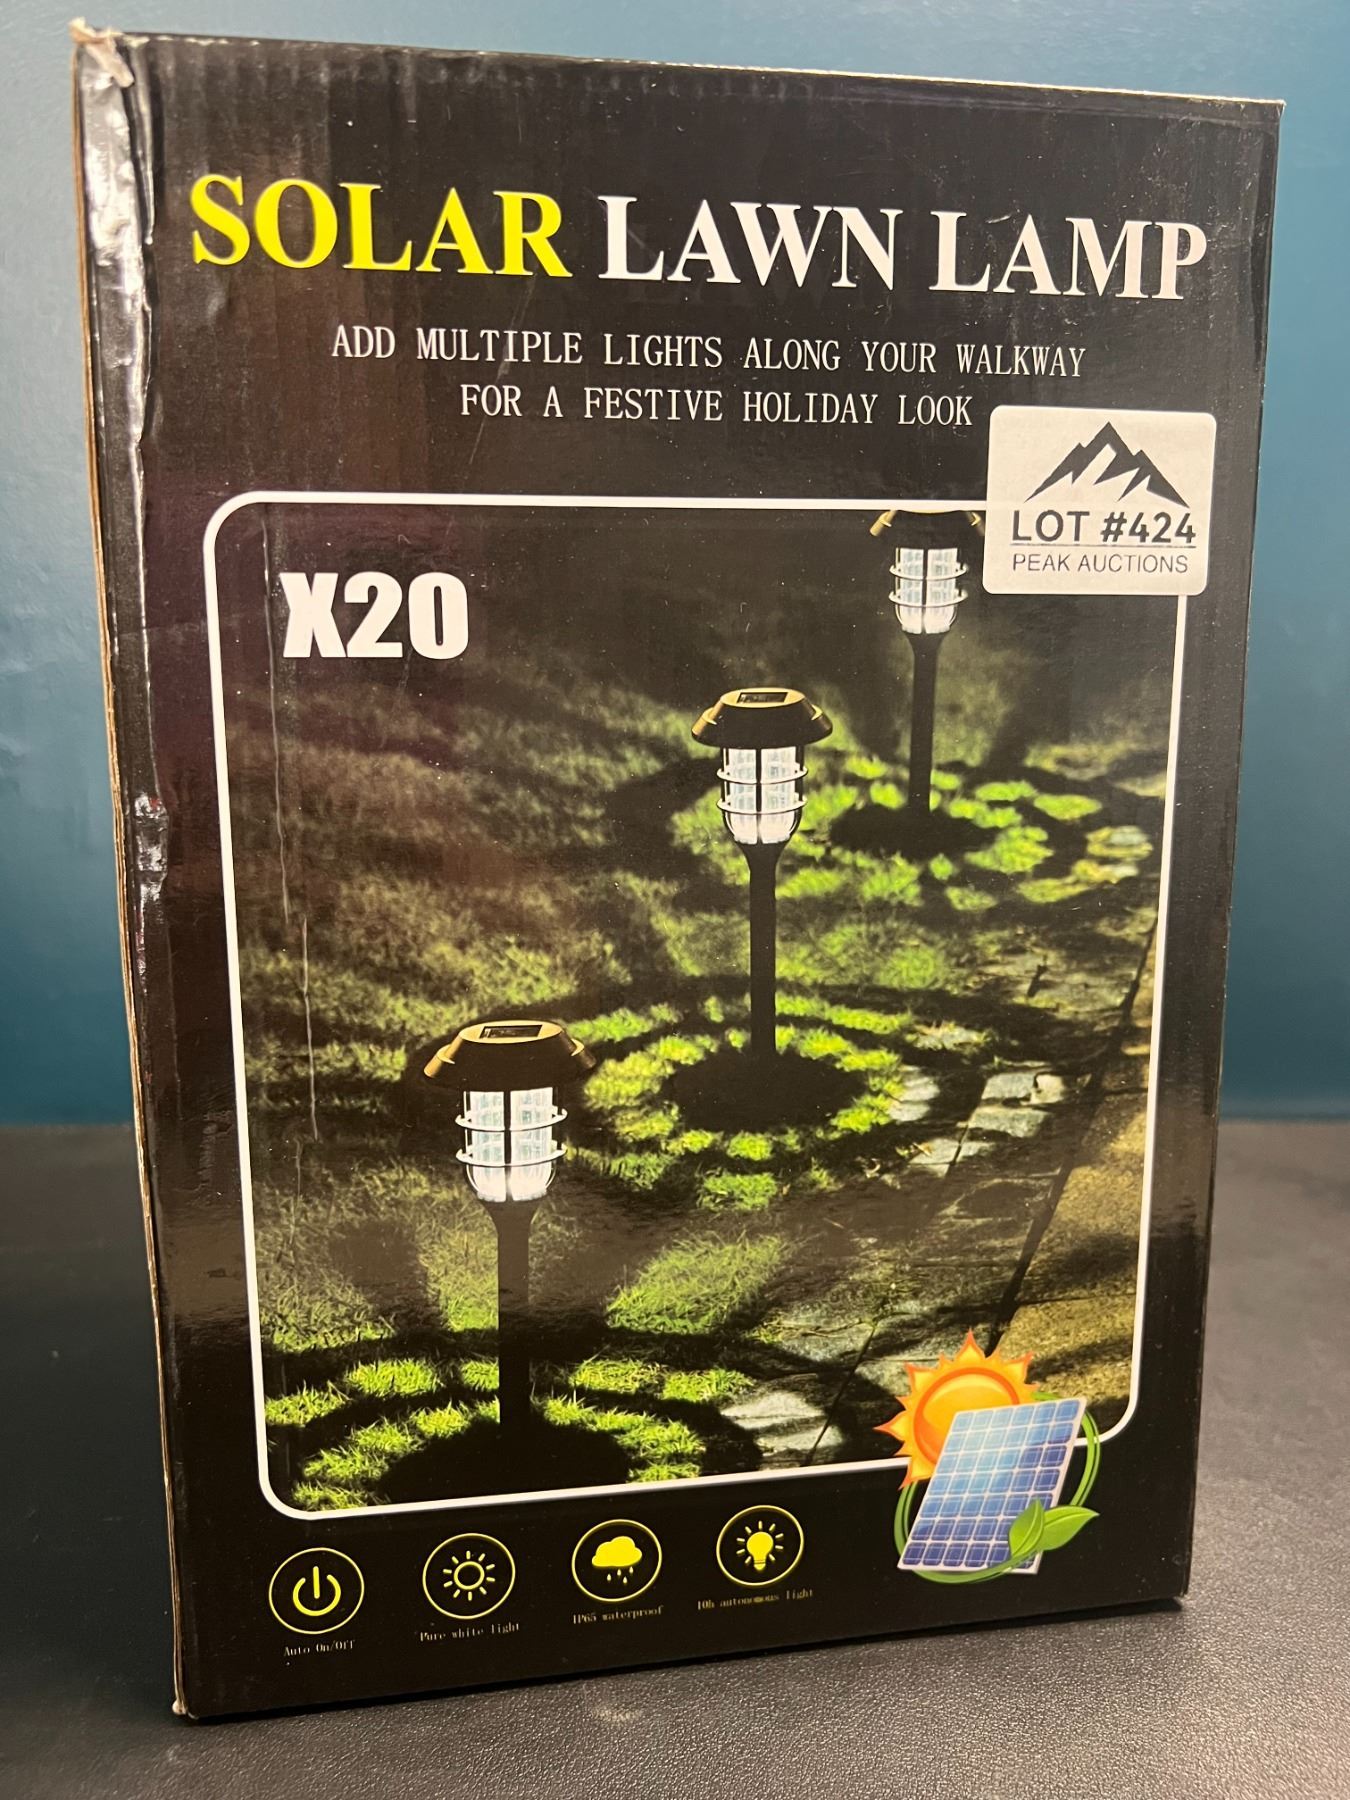 SOLAR LAWN LAMP
ADD MULTIPLE LIGHTS ALONG YOUR WALKWAY
FOR A FESTIVE HOLIDAY LOOK
LOT #424
PEAK AUCTIONS
X20
Auto On/Off
Pure white light
IP65 waterproof
10h autonomous light